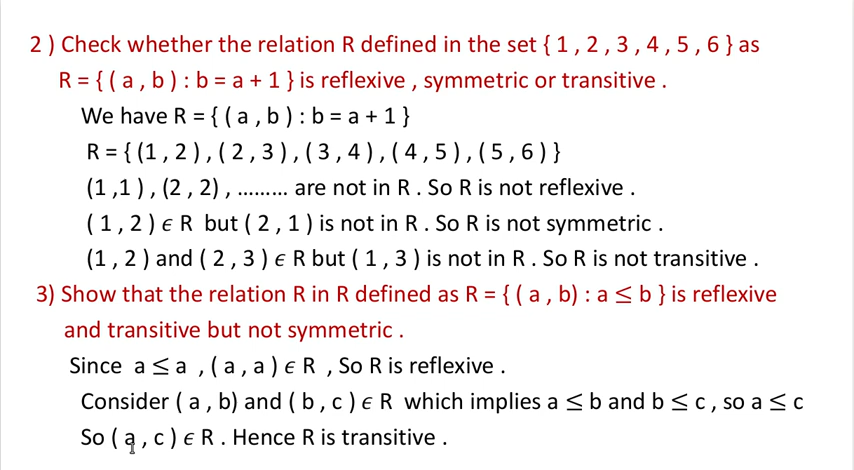 2 ) Check whether the relation R defined in the set { 1 , 2 , 3 , 4 , 5 , 6 } as
R = { ( a , b ) : b = a + 1 } is reflexive , symmetric or transitive .
We have R = { ( a , b ) : b = a + 1 }
R = { (1 , 2 ) , ( 2 , 3 ) , ( 3 , 4 ) , ( 4 , 5 ) , ( 5 , 6 ) }
(1 ,1 ) , (2 , 2) , ......... are not in R . So R is not reflexive .
( 1 , 2 ) ϵ R but ( 2 , 1 ) is not in R . So R is not symmetric .
(1 , 2 ) and ( 2 , 3 ) ϵ R but ( 1 , 3 ) is not in R . So R is not transitive .
3) Show that the relation R in R defined as R = { ( a , b) : a ≤ b } is reflexive
and transitive but not symmetric .
Since a ≤ a , ( a , a ) ϵ R , So R is reflexive .
Consider ( a , b) and ( b , c ) ϵ R which implies a ≤ b and b ≤ c , so a ≤ c
So ( a , c ) ϵ R . Hence R is transitive .